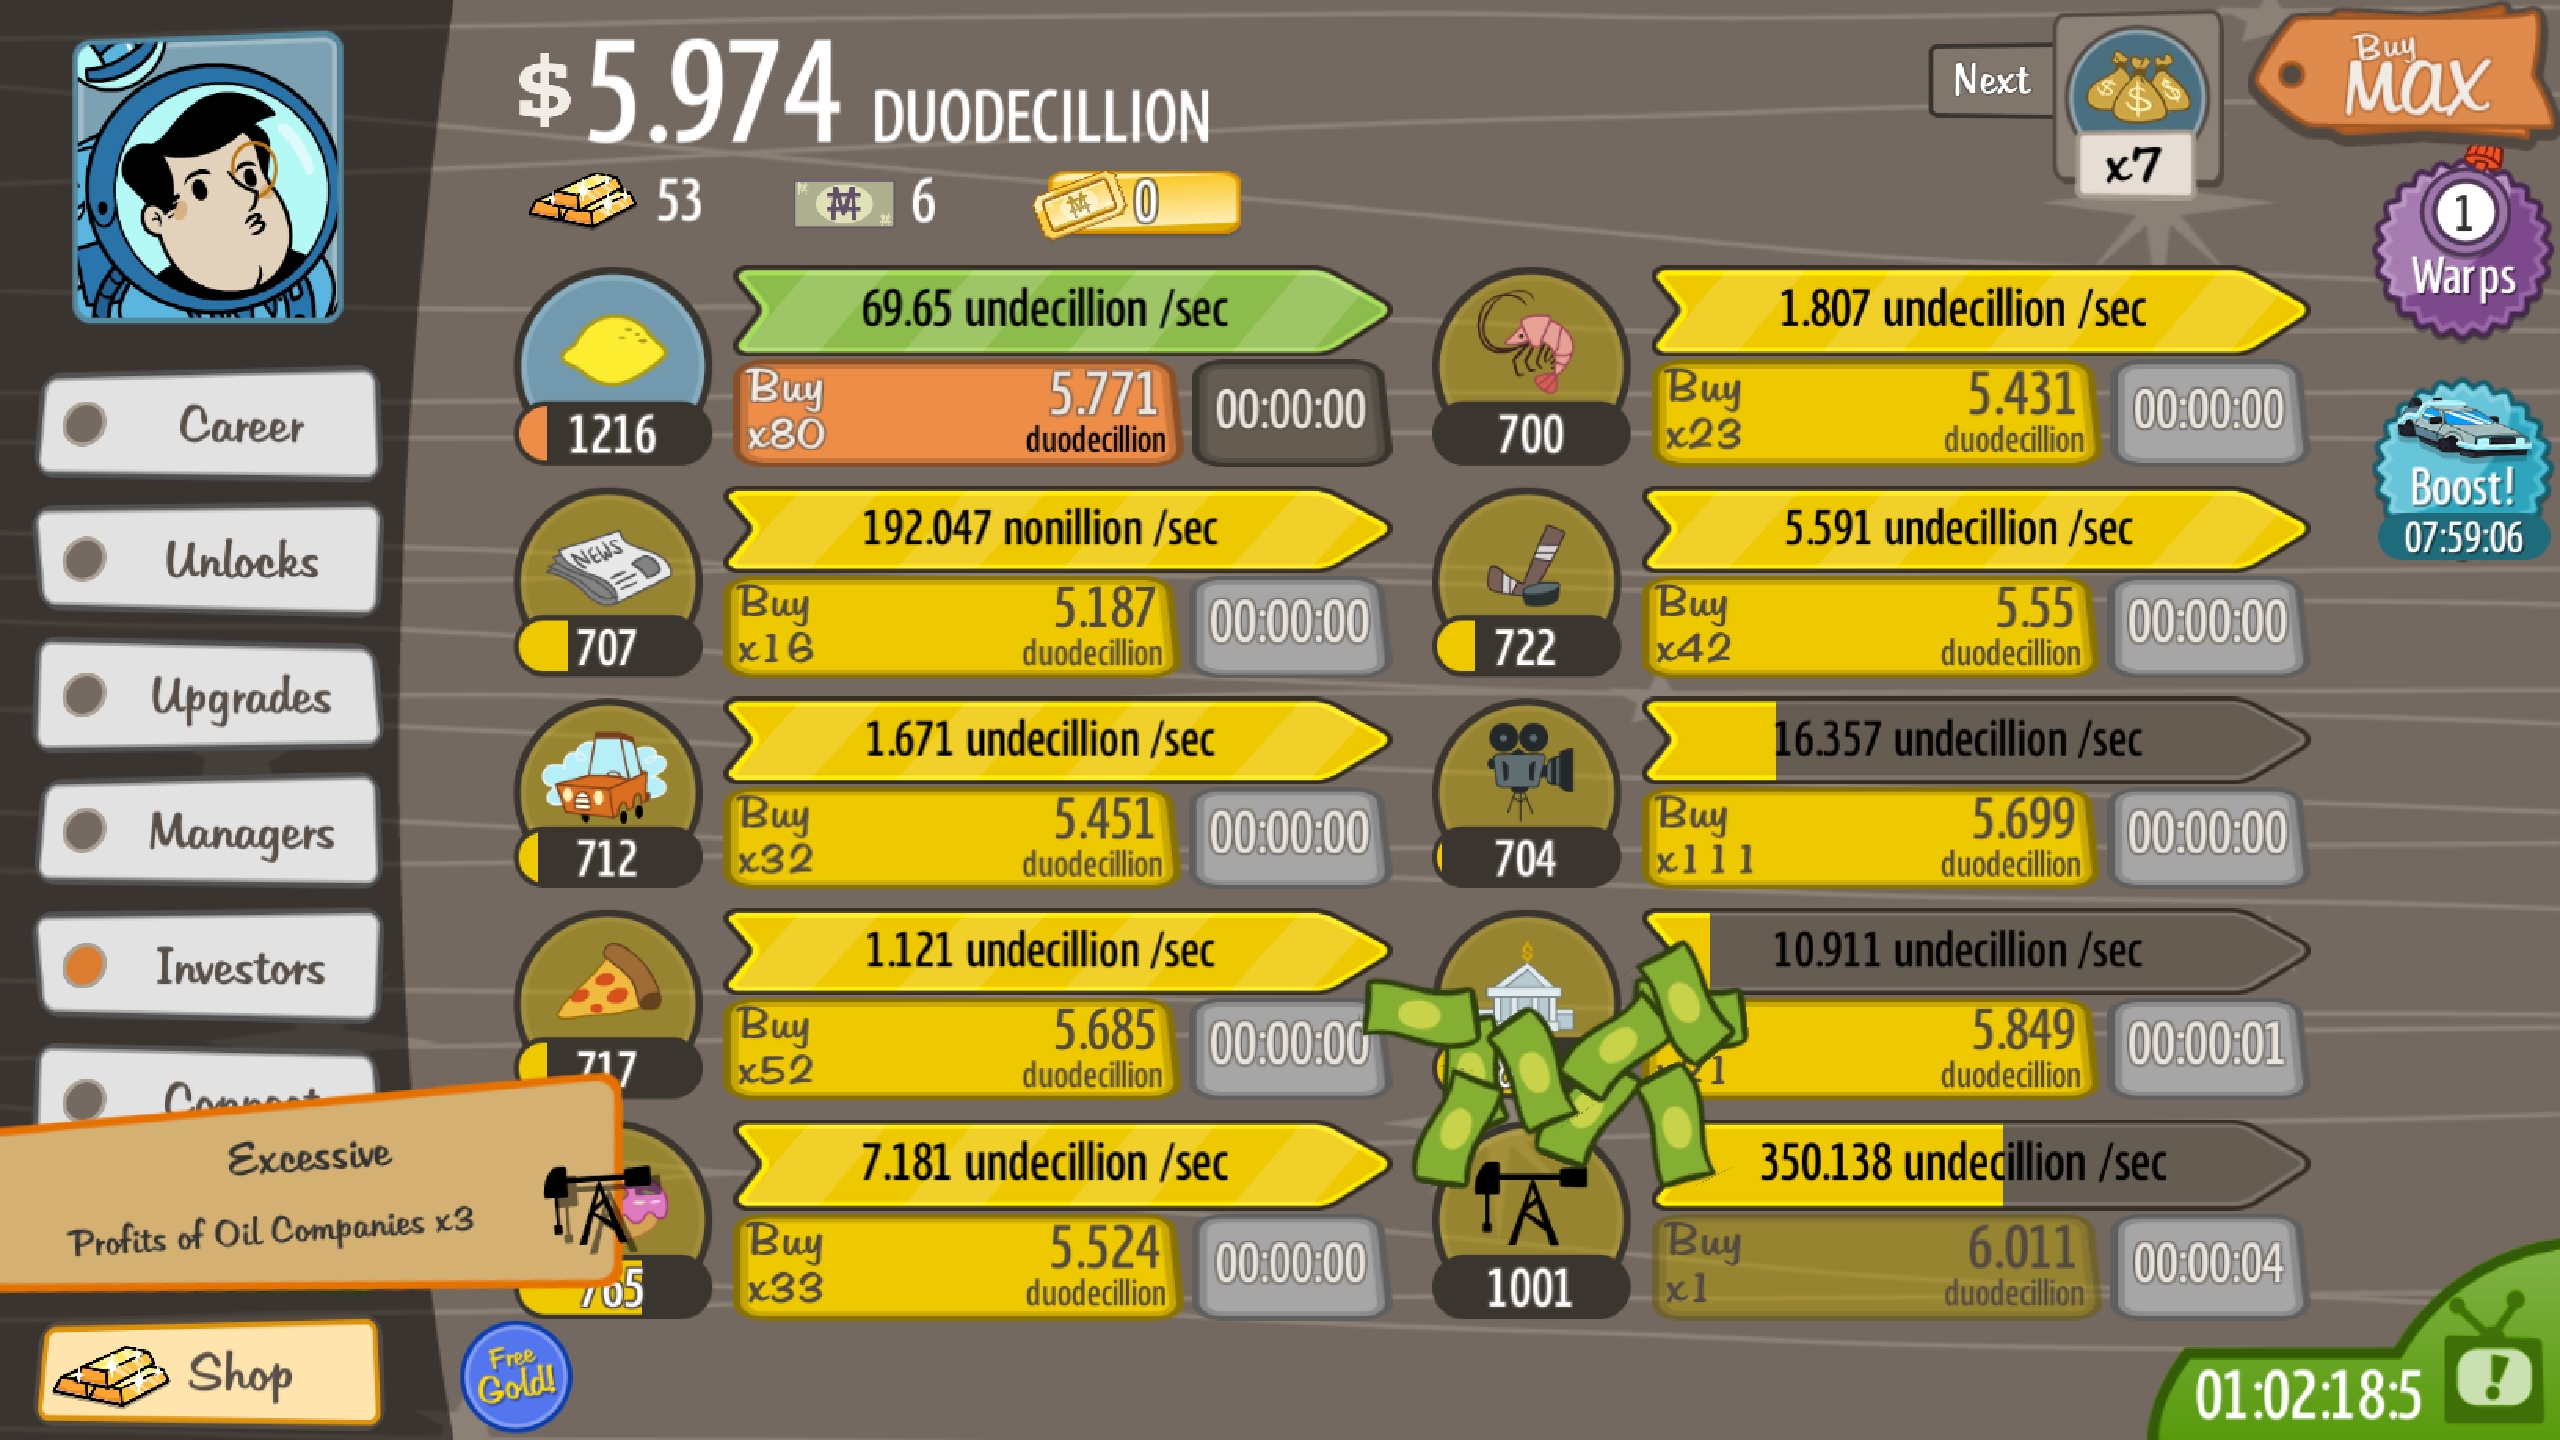 $5.974 DUODECILLION
53
6
0
Next
x7
Buy
MAX
1
Warps
Boost!
07:59:06
Career
Unlocks
Upgrades
Managers
Investors
Connect
Excessive
Profits of Oil Companies x3
Shop
Free
Gold!
69.65 undecillion /sec
Buy
x80
5.771
duodecillion
00:00:00
1216
NEWS
192.047 nonillion /sec
Buy
x16
5.187
duodecillion
00:00:00
707
1.671 undecillion /sec
Buy
x32
5.451
duodecillion
00:00:00
712
1.121 undecillion /sec
Buy
x52
5.685
duodecillion
00:00:00
717
7.181 undecillion /sec
Buy
x33
5.524
duodecillion
00:00:00
765
1.807 undecillion /sec
Buy
x23
5.431
duodecillion
00:00:00
700
5.591 undecillion /sec
Buy
x42
5.55
duodecillion
00:00:00
722
16.357 undecillion /sec
Buy
x111
5.699
duodecillion
00:00:00
704
10.911 undecillion /sec
5.849
duodecillion
00:00:01
350.138 undecillion /sec
Buy
x1
6.011
duodecillion
00:00:04
1001
01:02:18:5